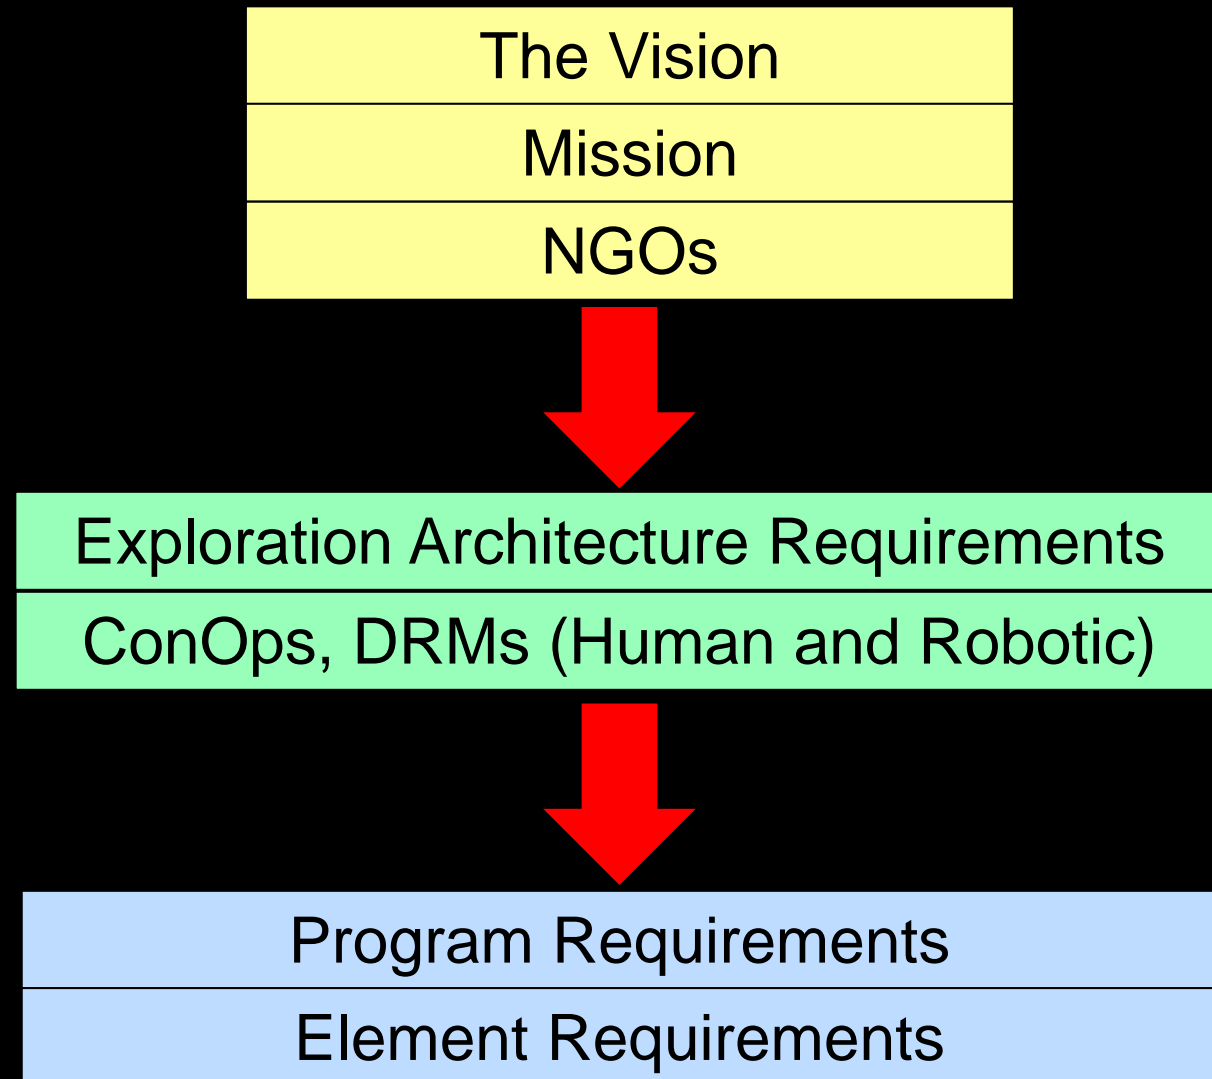 The Vision
Mission
NGOs
Exploration Architecture Requirements
ConOps, DRMs (Human and Robotic)
Program Requirements
Element Requirements